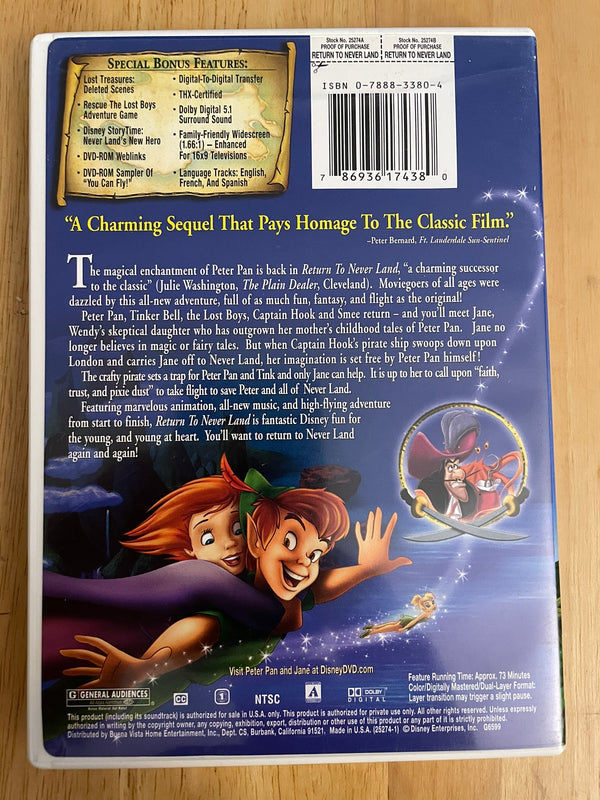 SPECIAL BONUS FEATURES:
Lost Treasures:
Deleted Scenes
• Rescue The Lost Boys
Adventure Game
• Disney StoryTime:
Never Land's New Hero
• DVD-ROM Weblinks
• DVD-ROM Sampler Of
"You Can Fly!"
• Digital-To-Digital Transfer
• THX-Certified
• Dolby Digital 5.1
Surround Sound
• Family-Friendly Widescreen
(1.66:1) – Enhanced
For 16x9 Televisions
• Language Tracks: English,
French, And Spanish
Stock No. 25274A
PROOF OF PURCHASE
RETURN TO NEVER LAND
Stock No. 25274B
PROOF OF PURCHASE
RETURN TO NEVER LAND
ISBN 0-7888-3380-4
7 86936 17438 0
"A Charming Sequel That Pays Homage To The Classic Film."
–Peter Bernard, Ft. Lauderdale Sun-Sentinel
The magical enchantment of Peter Pan is back in Return To Never Land, "a charming successor
to the classic" (Julie Washington, The Plain Dealer, Cleveland). Moviegoers of all ages were
dazzled by this all-new adventure, full of as much fun, fantasy, and flight as the original!
Peter Pan, Tinker Bell, the Lost Boys, Captain Hook and Smee return – and you'll meet Jane,
Wendy's skeptical daughter who has outgrown her mother's childhood tales of Peter Pan. Jane no
longer believes in magic or fairy tales. But when Captain Hook's pirate ship swoops down upon
London and carries Jane off to Never Land, her imagination is set free by Peter Pan himself!
The crafty pirate sets a trap for Peter Pan and Tink and only Jane can help. It is up to her to call upon "faith,
trust, and pixie dust" to take flight to save Peter and all of Never Land.
Featuring marvelous animation, all-new music, and high-flying adventure
from start to finish, Return To Never Land is fantastic Disney fun for
the young, and young at heart. You'll want to return to Never Land
again and again!
Visit Peter Pan and Jane at DisneyDVD.com
G GENERAL AUDIENCES
All Ages Admitted
CC
1
NTSC
DOLBY
DIGITAL
Feature Running Time: Approx. 73 Minutes
Color/Digitally Mastered/Dual-Layer Format:
Layer transition may trigger a slight pause.
This product (including its soundtrack) is authorized for sale in U.S.A. only. This product is authorized for private use only. All other rights reserved. Unless expressly
authorized in writing by the copyright owner, any copying, exhibition, export, distribution or other use of this product or any part of it is strictly prohibited.
Distributed by Buena Vista Home Entertainment, Inc., Dept. CS, Burbank, California 91521. Made in U.S.A. (25274-1) © Disney Enterprises, Inc. G6599